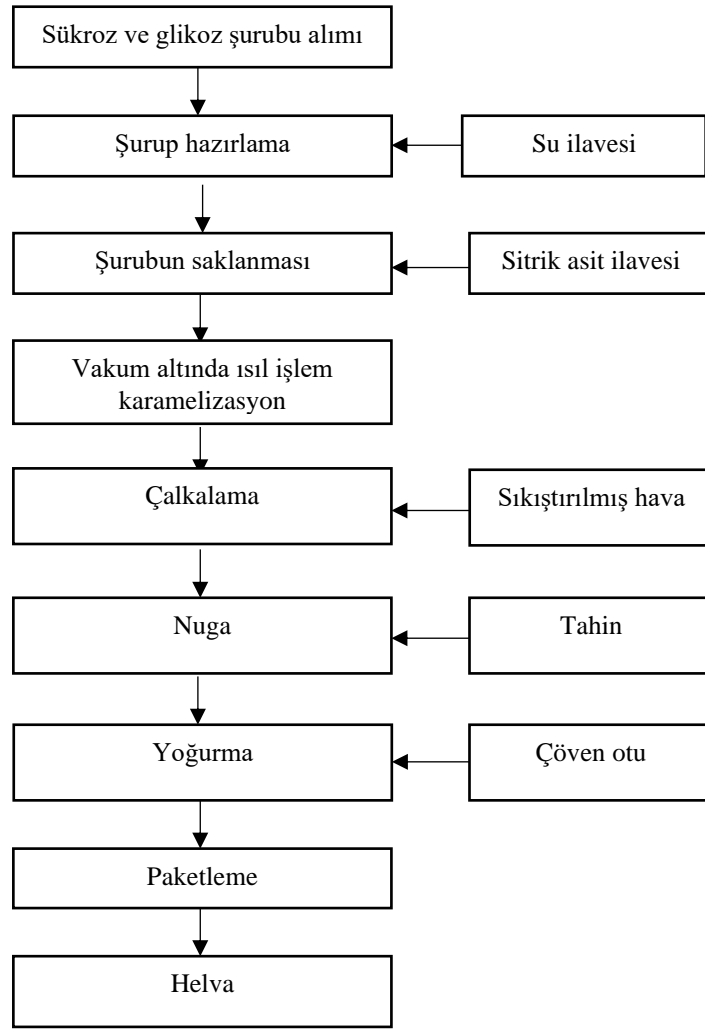 Sükroz ve glikoz şurubu alımı
Şurup hazırlama
Su ilavesi
Şurubun saklanması
Sitrik asit ilavesi
Vakum altında ısıl işlem
karamelizasyon
Çalkalama
Sıkıştırılmış hava
Nuga
Tahin
Yoğurma
Çöven otu
Paketleme
Helva